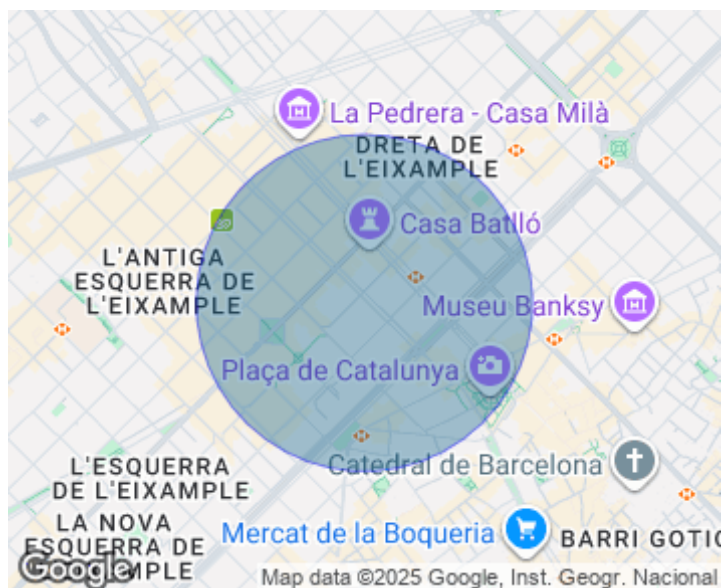 La Pedrera - Casa Milà
DRETA DE
L'EIXAMPLE
Casa Batlló
L'ANTIGA
ESQUERRA DE
L'EIXAMPLE
Museu Banksy
Plaça de Catalunya
L'ESQUERRA
DE L'EIXAMPLE
Catedral de Barcelona
LA NOVA
ESQUERRA DE
EIXAMPLE
Mercat de la Boqueria
BARRI GOTIC
Google
Map data ©2025 Google, Inst. Geogr. Nacional